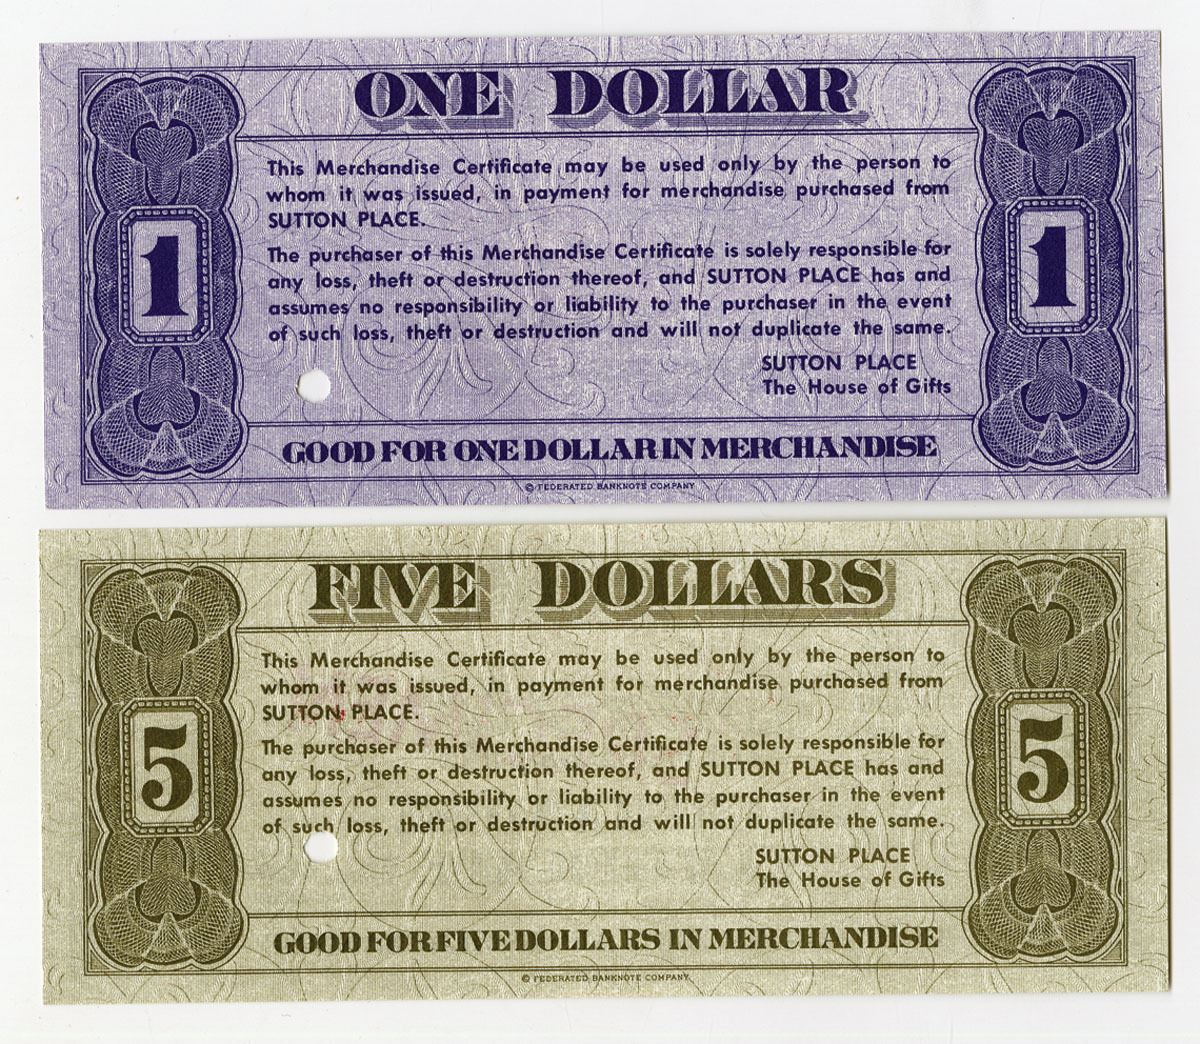 ONE DOLLAR
This Merchandise Certificate may be used only by the person to
whom it was issued, in payment for merchandise purchased from
SUTTON PLACE.
1
1
The purchaser of this Merchandise Certificate is solely responsible for
any loss, theft or destruction thereof, and SUTTON PLACE has and
assumes no responsibility or liability to the purchaser in the event
of such loss, theft or destruction and will not duplicate the same.
SUTTON PLACE
The House of Gifts
GOOD FOR ONE DOLLAR IN MERCHANDISE
© FEDERATED BANKNOTE COMPANY
FIVE DOLLARS
This Merchandise Certificate may be used only by the person to
whom it was issued, in payment for merchandise purchased from
SUTTON PLACE.
5
5
The purchaser of this Merchandise Certificate is solely responsible for
any loss, theft or destruction thereof, and SUTTON PLACE has and
assumes no responsibility or liability to the purchaser in the event
of such loss, theft or destruction and will not duplicate the same.
SUTTON PLACE
The House of Gifts
GOOD FOR FIVE DOLLARS IN MERCHANDISE
© FEDERATED BANKNOTE COMPANY